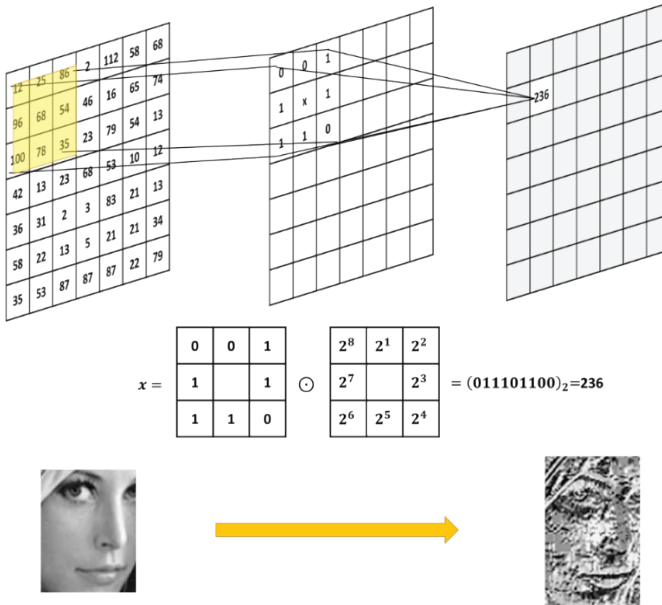 12 25 86 2 112 58 68
96 68 54 46 16 65 74
100 78 35 23 79 54 13
42 13 23 68 53 10 12
36 31 2 3 83 21 13
58 22 13 5 21 21 34
35 53 87 87 87 22 79
0 0 1
1 x 1
1 1 0
236
x = 0 0 1 ⊙ 2⁸ 2¹ 2²
1 1 2⁷ 2³ = (011101100)₂=236
1 1 0 2⁶ 2⁵ 2⁴